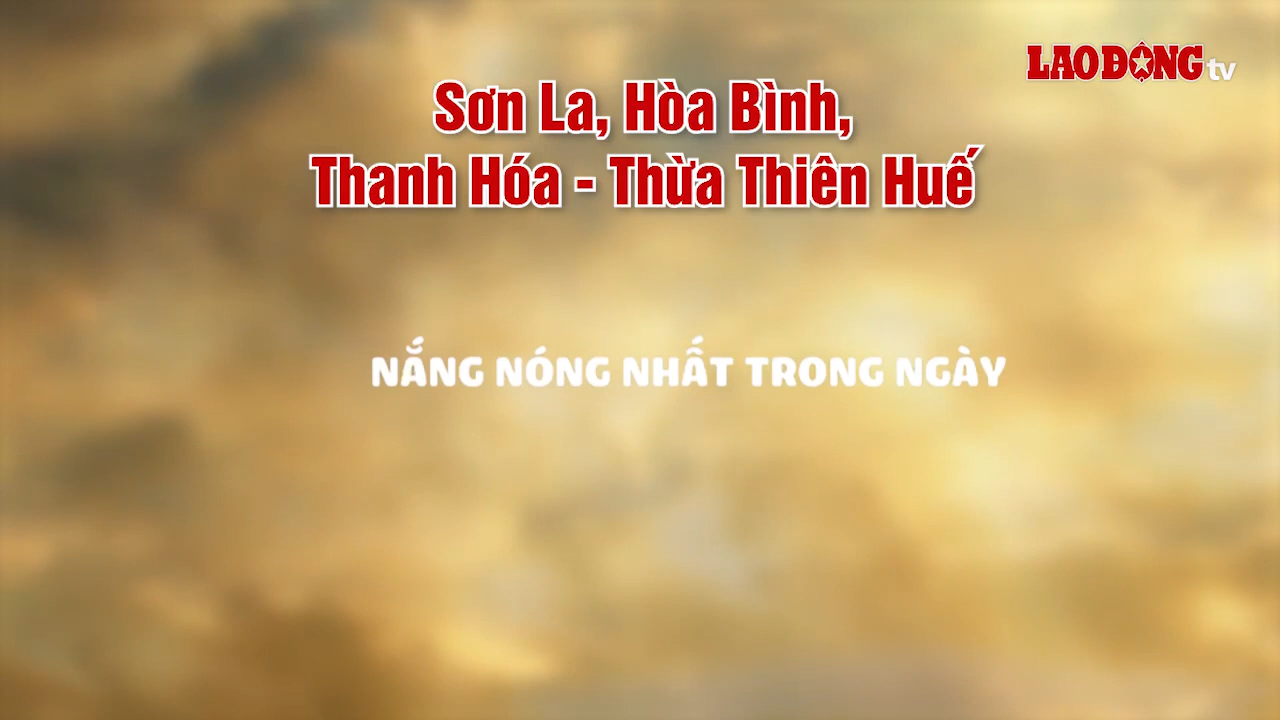 LAO ĐỘNG tv
Sơn La, Hòa Bình,
Thanh Hóa - Thừa Thiên Huế
NẮNG NÓNG NHẤT TRONG NGÀY